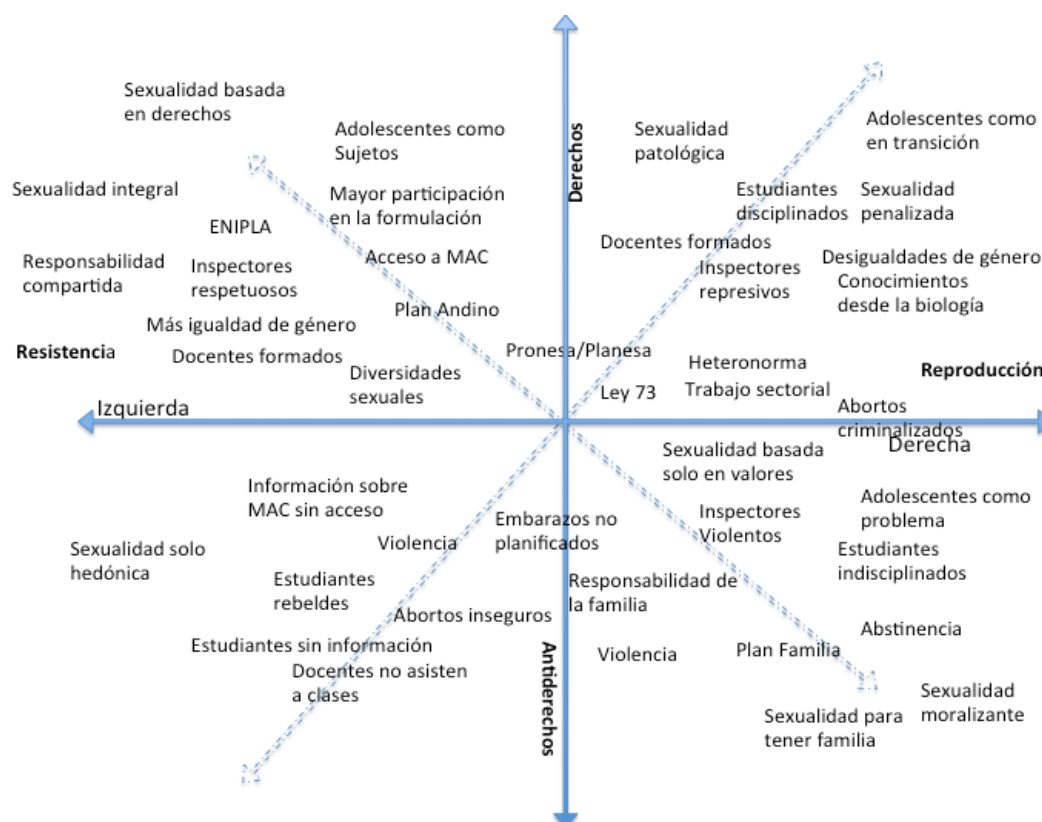 Sexualidad basada
en derechos
Adolescentes como
Sujetos
Derechos
Sexualidad
patológica
Adolescentes como
en transición
Sexualidad integral
Mayor participación
en la formulación
Estudiantes
disciplinados
Sexualidad
penalizada
ENIPLA
Acceso a MAC
Docentes formados
Responsabilidad
compartida
Inspectores
respetuosos
Inspectores
represivos
Desigualdades de género
Conocimientos
desde la biología
Plan Andino
Más igualdad de género
Resistencia
Docentes formados
Pronesa/Planesa
Heteronorma
Reproducción
Diversidades
sexuales
Ley 73
Trabajo sectorial
Izquierda
Abortos
criminalizados
Derecha
Sexualidad basada
solo en valores
Información sobre
MAC sin acceso
Embarazos no
planificados
Inspectores
Violentos
Adolescentes como
problema
Sexualidad solo
hedónica
Violencia
Estudiantes
indisciplinados
Estudiantes
rebeldes
Responsabilidad de
la familia
Abortos inseguros
Abstinencia
Estudiantes sin información
Docentes no asisten
a clases
Antiderechos
Violencia
Plan Familia
Sexualidad
moralizante
Sexualidad para
tener familia